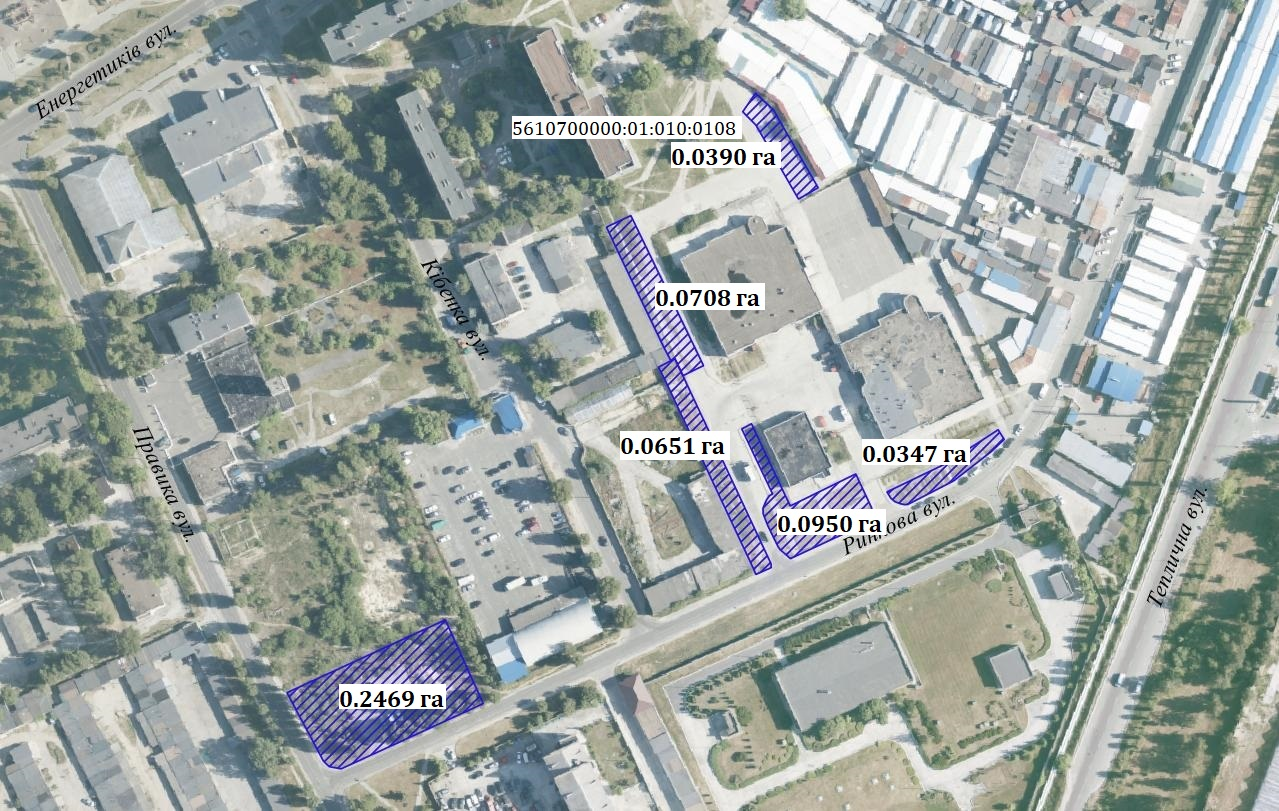 Енергетиків вул.
5610700000:01:010:0108
0.0390 га
Кібенка вул.
0.0708 га
Правика вул.
0.0651 га
0.0347 га
0.0950 га
Ринкова вул.
Теплична вул.
0.2469 га